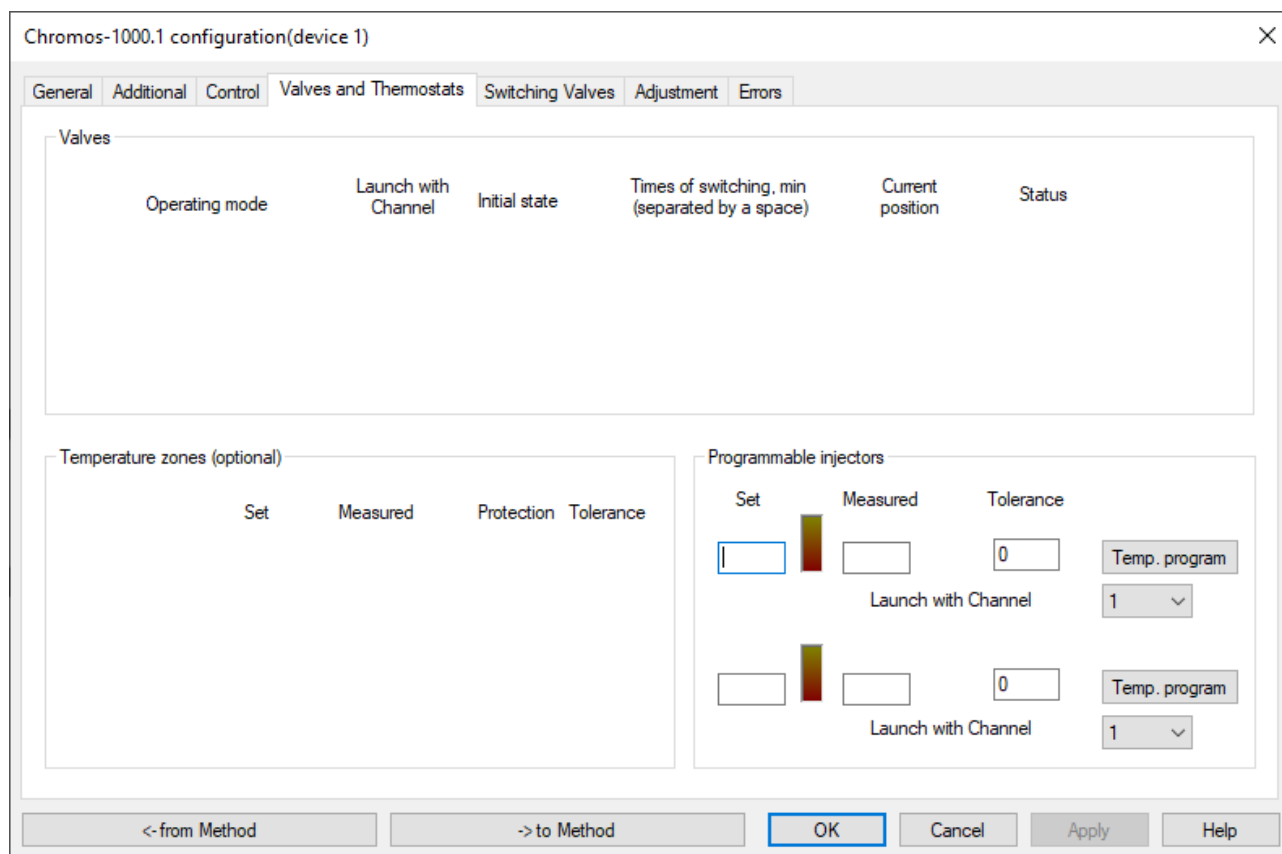 Chromos-1000.1 configuration(device 1)
General Additional Control Valves and Themostats Switching Valves Adjustment Errors
Valves
Operating mode
Launch with
Channel
Initial state
Times of switching, min
(separated by a space)
Current
position
Status
Temperature zones (optional)
Set Measured Protection Tolerance
Programmable injectors
Set Measured Tolerance
0 Temp. program
Launch with Channel 1
0 Temp. program
Launch with Channel 1
<-from Method -> to Method OK Cancel Apply Help